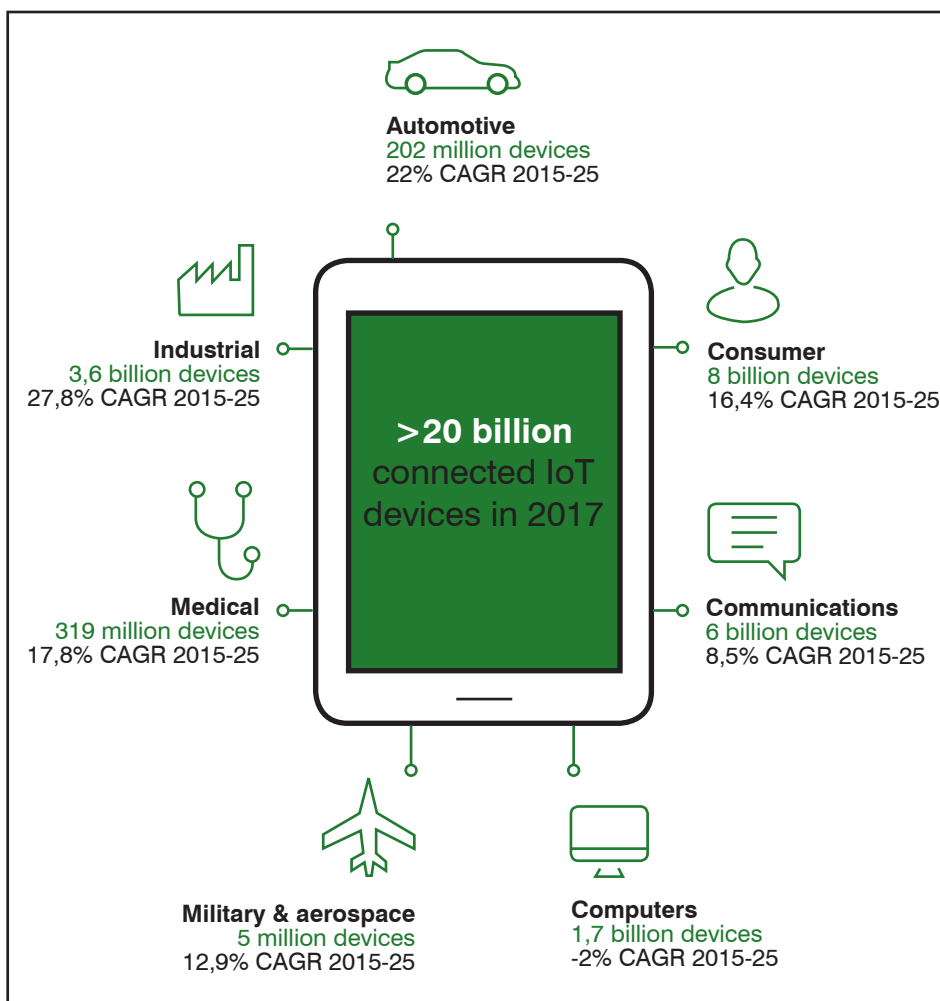 Automotive
202 million devices
22% CAGR 2015-25
Industrial
3,6 billion devices
27,8% CAGR 2015-25
Consumer
8 billion devices
16,4% CAGR 2015-25
>20 billion
connected IoT
devices in 2017
Medical
319 million devices
17,8% CAGR 2015-25
Communications
6 billion devices
8,5% CAGR 2015-25
Military & aerospace
5 million devices
12,9% CAGR 2015-25
Computers
1,7 billion devices
-2% CAGR 2015-25